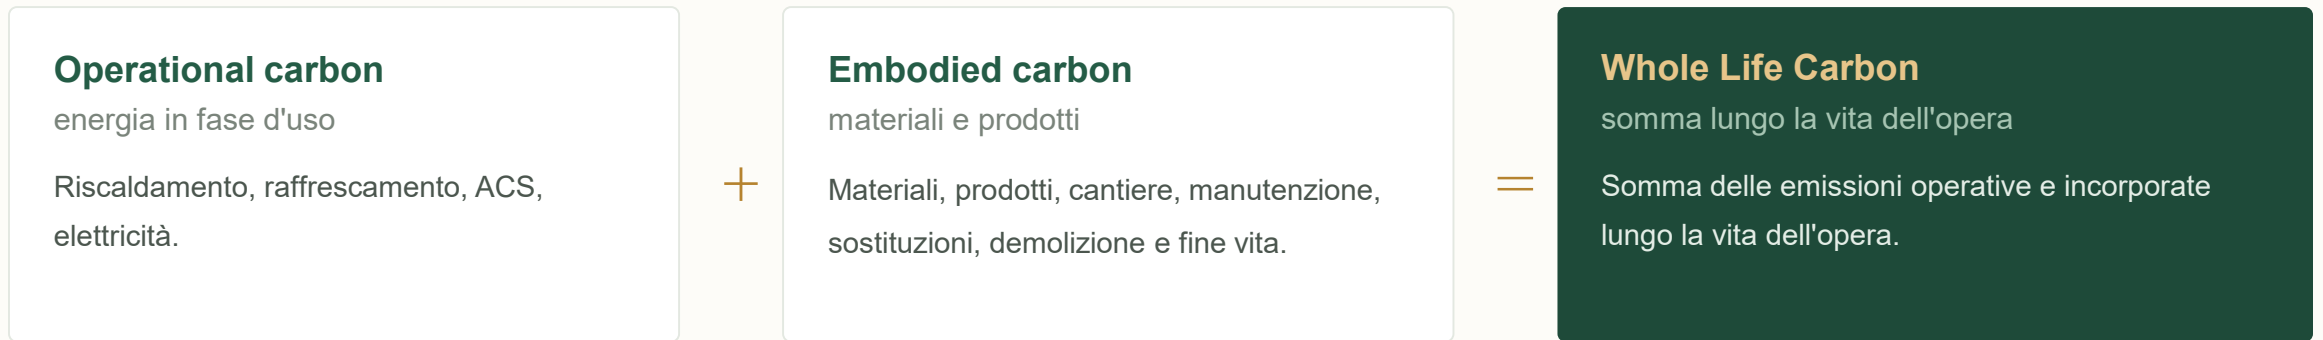 Operational carbon
energia in fase d'uso
Riscaldamento, raffrescamento, ACS,
elettricità.
+
Embodied carbon
materiali e prodotti
Materiali, prodotti, cantiere, manutenzione,
sostituzioni, demolizione e fine vita.
=
Whole Life Carbon
somma lungo la vita dell'opera
Somma delle emissioni operative e incorporate
lungo la vita dell'opera.